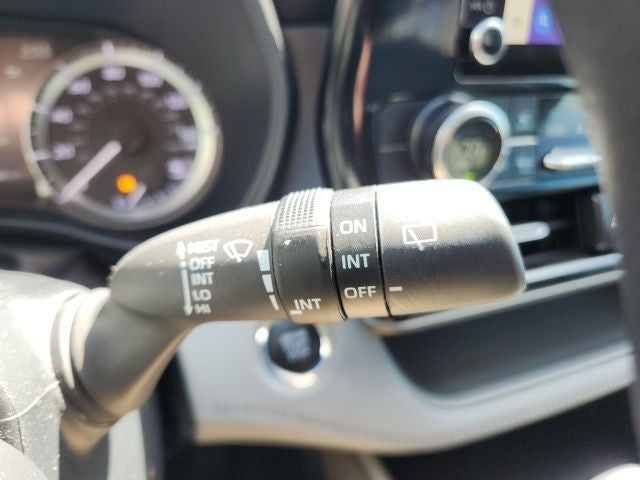 MIST
OFF
INT
LO
HI
INT
ON
INT
OFF